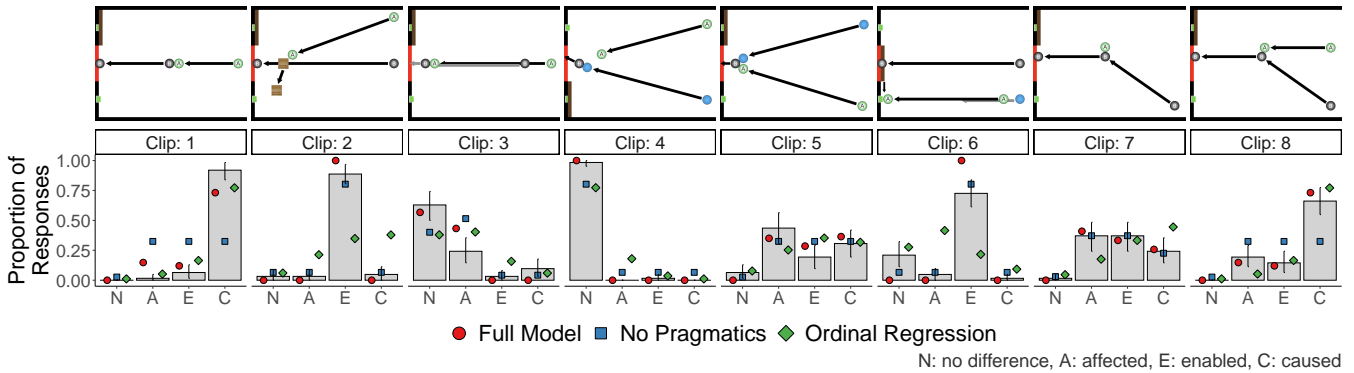 Clip: 1 Clip: 2 Clip: 3 Clip: 4 Clip: 5 Clip: 6 Clip: 7 Clip: 8
Proportion of
Responses
1.00
0.75
0.50
0.25
0.00
N A E C N A E C N A E C N A E C N A E C N A E C N A E C N A E C
Full Model No Pragmatics Ordinal Regression
N: no difference, A: affected, E: enabled, C: caused